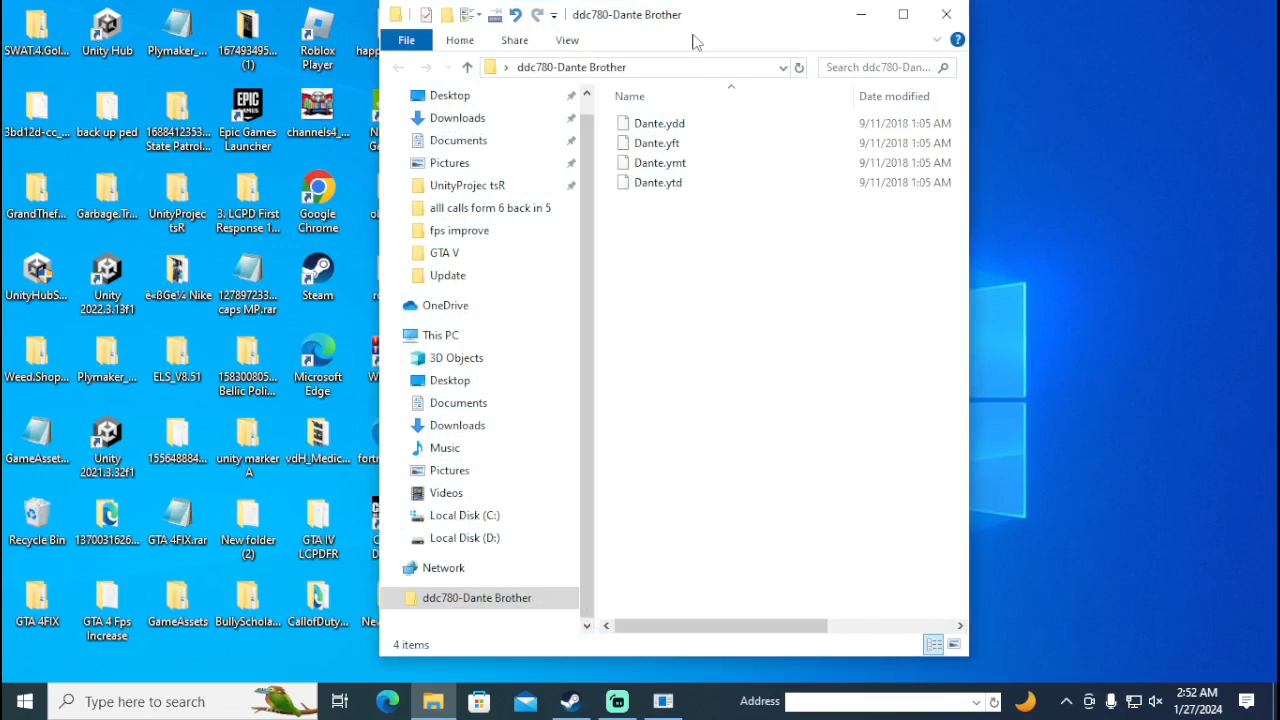 ddc780-Dante Brother
File Home Share View
ddc780-Dante Brother
Search ddc780-Dan...
Name Date modified
Dante.ydd 9/11/2018 1:05 AM
Dante.yft 9/11/2018 1:05 AM
Dante.ymt 9/11/2018 1:05 AM
Dante.ytd 9/11/2018 1:05 AM
Desktop
Downloads
Documents
Pictures
UnityProjec tsR
alll calls form 6 back in 5
fps improve
GTA V
Update
OneDrive
This PC
3D Objects
Desktop
Documents
Downloads
Music
Pictures
Videos
Local Disk (C:)
Local Disk (D:)
Network
ddc780-Dante Brother
4 items
SWAT.4.Gol...
Unity Hub
Plymaker_...
167493495...
(1)
Roblox
Player
3bd12d-cc_...
back up ped
1688412353...
State Patrol...
Epic Games
Launcher
channels4_...
GrandThef...
Garbage.Tr...
UnityProjec
tsR
3. LCPD First
Response 1...
Google
Chrome
UnityHubS...
Unity
2022.3.13f1
Nike
127897233...
caps MP.rar
Steam
Weed.Shop...
Plymaker_...
ELS_V8.51
158300805...
Bellic Poli...
Microsoft
Edge
GameAsset...
Unity
2021.3.32f1
155648884...
unity marker
A
vdH_Medic...
Recycle Bin
1370031626...
GTA 4FIX.rar
New folder
(2)
GTA IV
LCPDFR
GTA 4FIX
GTA 4 Fps
Increase
GameAssets
BullySchola...
CallofDuty...
Type here to search
Address
2:52 AM
1/27/2024